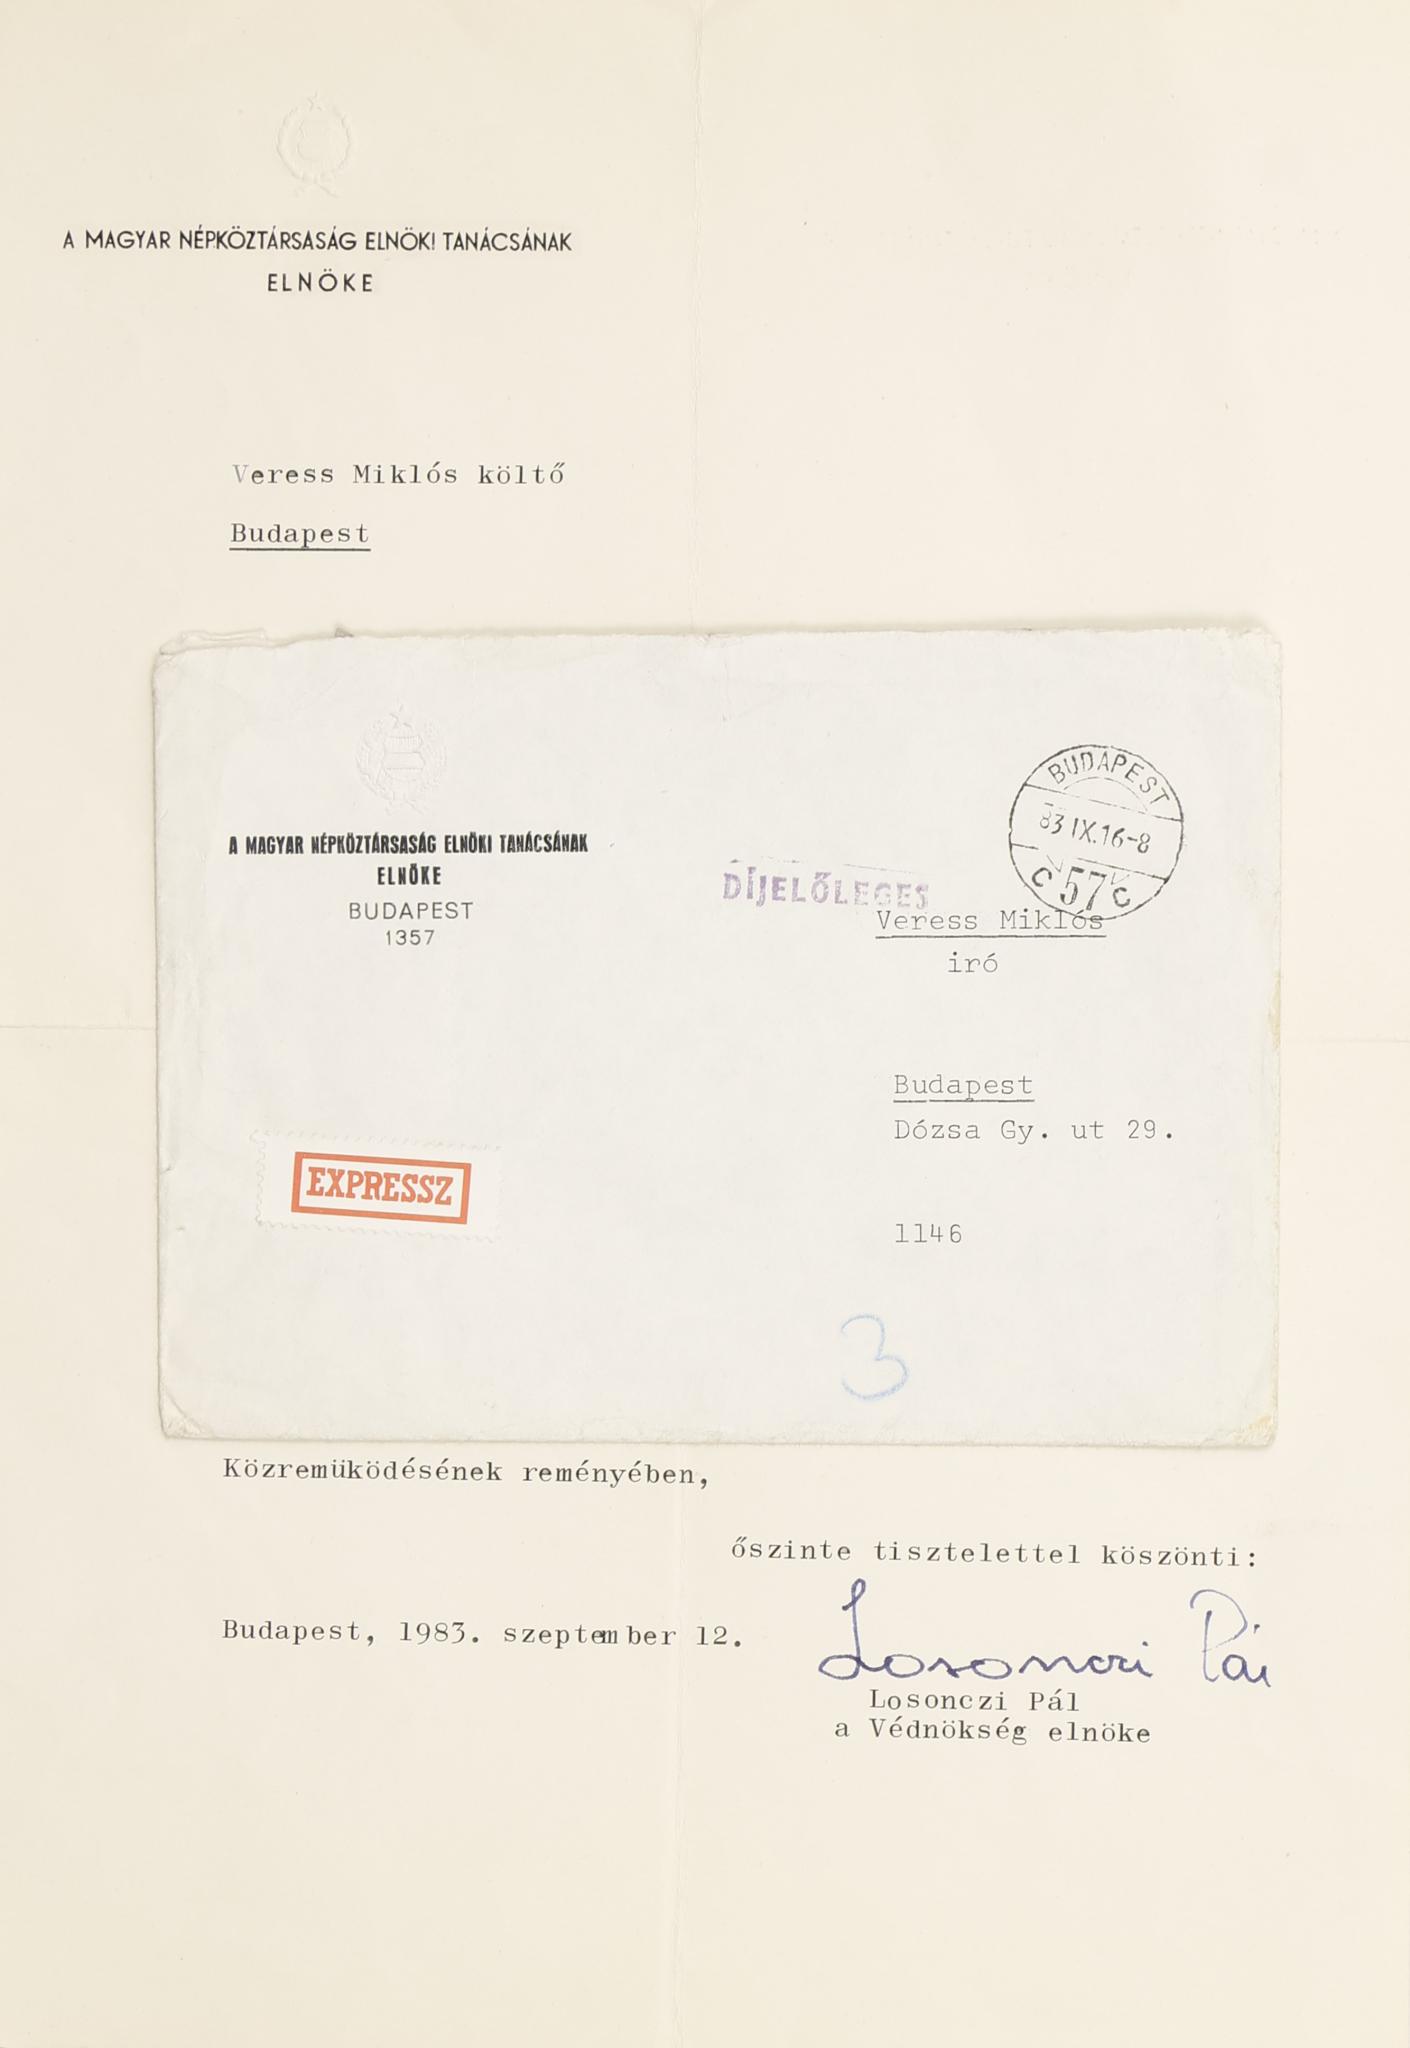 A MAGYAR NÉPKÖZTÁRSASÁG ELNÖKI TANÁCSÁNAK
ELNÖKE
Veress Miklós költő
Budapest
A MAGYAR NÉPKÖZTÁRSASÁG ELNÖKI TANÁCSÁNAK
ELNÖKE
BUDAPEST
1357
BUDAPEST
83 IX.16-8
C 57 C
DÍJELŐLEGES
Veress Miklós
iró
Budapest
Dózsa Gy. ut 29.
EXPRESSZ
1146
3
Közremüködésének reményében,
őszinte tisztelettel köszönti:
Budapest, 1983. szeptember 12.
Losonczi Pál
Losonczi Pál
a Védnökség elnöke